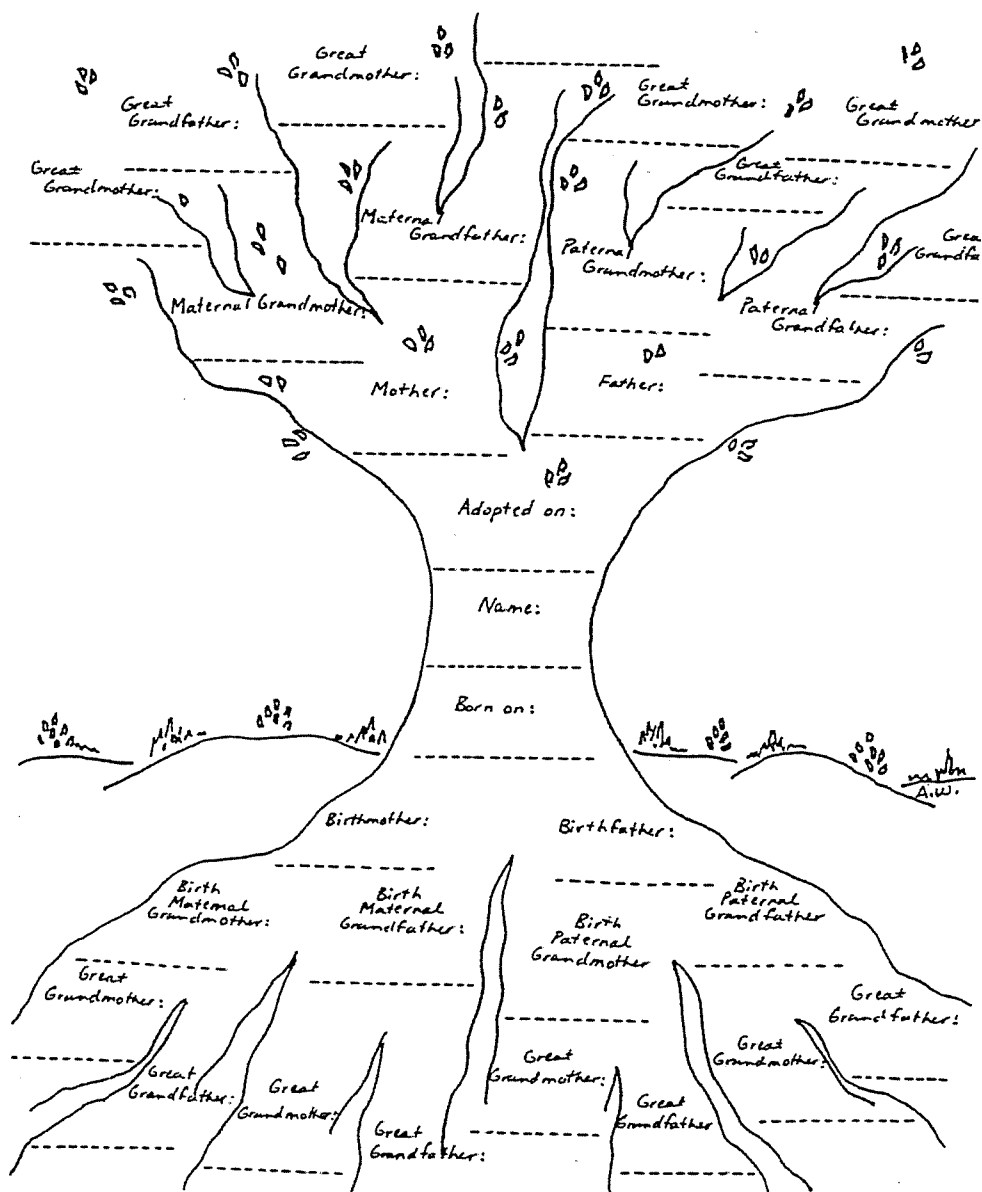 Great
Grandmother:
Great
Grandfather:
Great
Grandmother:
Great
Grandmother:
Great
Grandmother
Great
Grandfather:
Maternal
Grandfather:
Paternal
Grandmother:
Grea
Grandfa
Maternal Grandmother:
Paternal
Grandfather:
Mother:
Father:
Adopted on:
Name:
Born on:
A.W.
Birthmother:
Birthfather:
Birth
Maternal
Grandmother:
Birth
Maternal
Grandfather:
Birth
Paternal
Grandmother
Birth
Paternal
Grandfather
Great
Grandmother:
Great
Grandfather:
Great
Grandfather:
Great
Grandmother:
Great
Grandfather:
Great
Grandmother:
Great
Grandfather
Great
Grandmother: